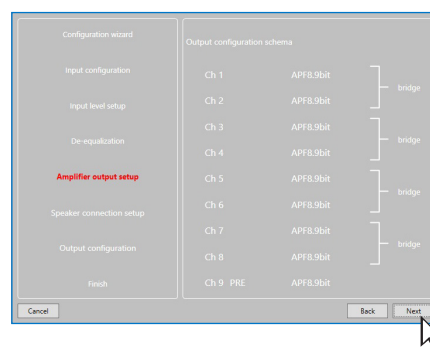 Configuration wizard
Input configuration
Input level setup
De-equalization
Amplifier output setup
Speaker connection setup
Output configuration
Finish
Output configuration schema
Ch 1 APF8.9bit
Ch 2 APF8.9bit
bridge
Ch 3 APF8.9bit
Ch 4 APF8.9bit
bridge
Ch 5 APF8.9bit
Ch 6 APF8.9bit
bridge
Ch 7 APF8.9bit
Ch 8 APF8.9bit
bridge
Ch 9 PRE APF8.9bit
Cancel Back Next